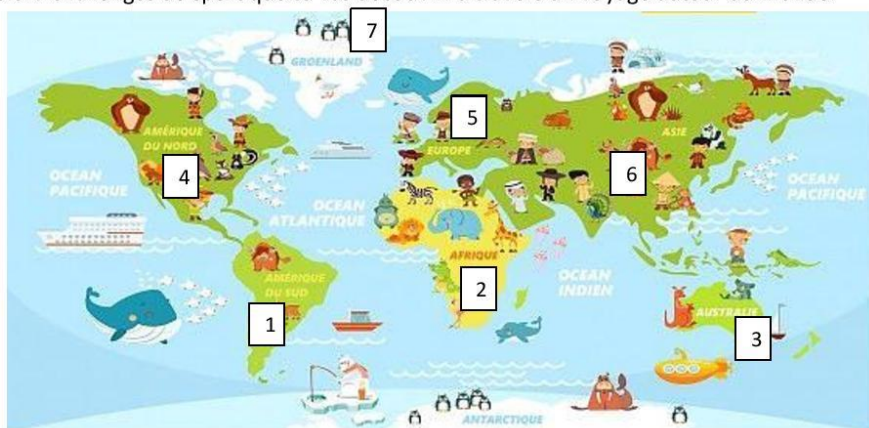 7
GROENLAND
5
AMÉRIQUE
DU NORD
EUROPE
ASIE
4
6
OCEAN
PACIFIQUE
OCEAN
ATLANTIQUE
OCEAN
PACIFIQUE
AFRIQUE
AMÉRIQUE
DU SUD
2
OCEAN
INDIEN
1
AUSTRALIE
3
ANTARCTIQUE